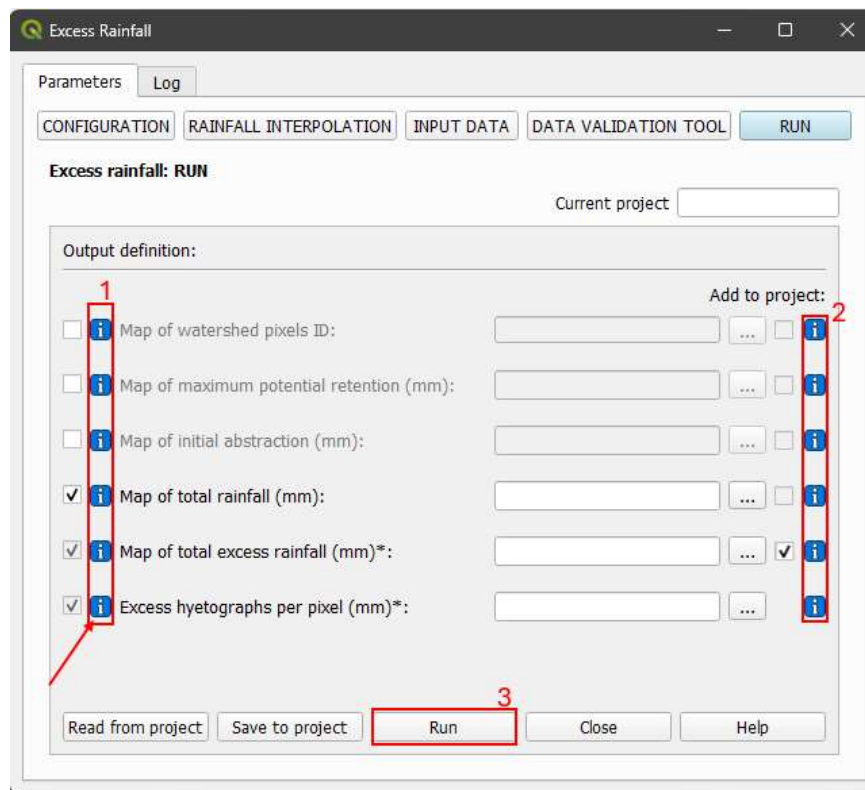 Excess Rainfall
Parameters Log
CONFIGURATION RAINFALL INTERPOLATION INPUT DATA DATA VALIDATION TOOL RUN
Excess rainfall: RUN
Current project
Output definition:
1 Add to project:
2
i Map of watershed pixels ID: ... i
i Map of maximum potential retention (mm): ... i
i Map of initial abstraction (mm): ... i
i Map of total rainfall (mm): ... i
i Map of total excess rainfall (mm)*: ... i
i Excess hyetographs per pixel (mm)*: ... i
3
Read from project Save to project Run Close Help